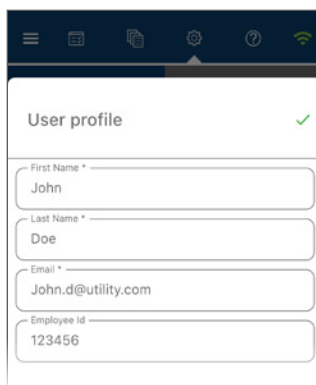 User profile
First Name *
John
Last Name *
Doe
Email *
John.d@utility.com
Employee Id
123456